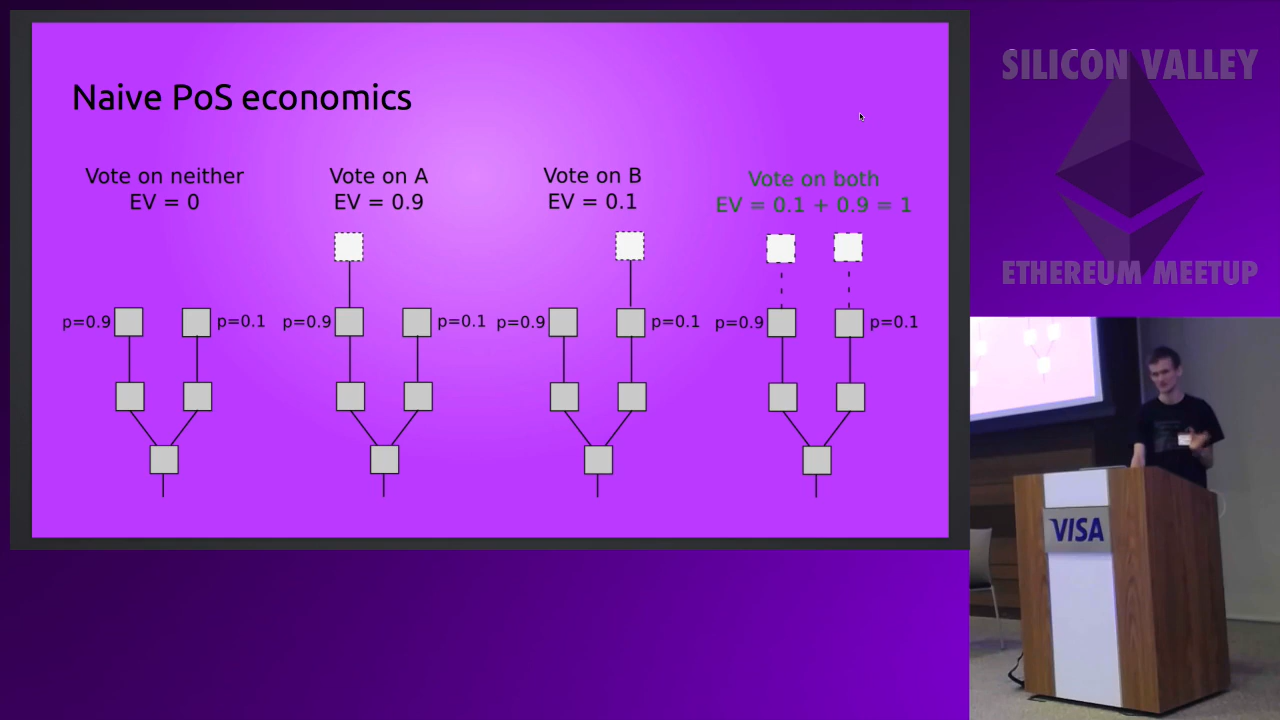 Naive PoS economics
Vote on neither
EV = 0
Vote on A
EV = 0.9
Vote on B
EV = 0.1
Vote on both
EV = 0.1 + 0.9 = 1
p=0.9
p=0.1
p=0.9
p=0.1
p=0.9
p=0.1
p=0.9
p=0.1
SILICON VALLEY
ETHEREUM MEETUP
VISA